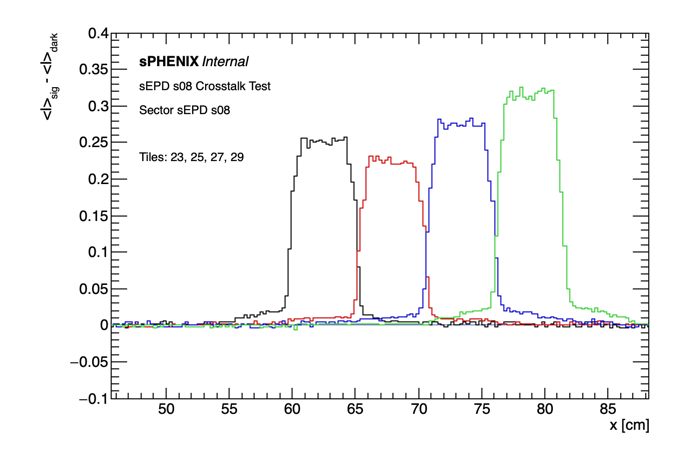 <I>sig - <I>dark
0.4
0.35
0.3
0.25
0.2
0.15
0.1
0.05
0
−0.05
−0.1
sPHENIX Internal
sEPD s08 Crosstalk Test
Sector sEPD s08
Tiles: 23, 25, 27, 29
50 55 60 65 70 75 80 85
x [cm]